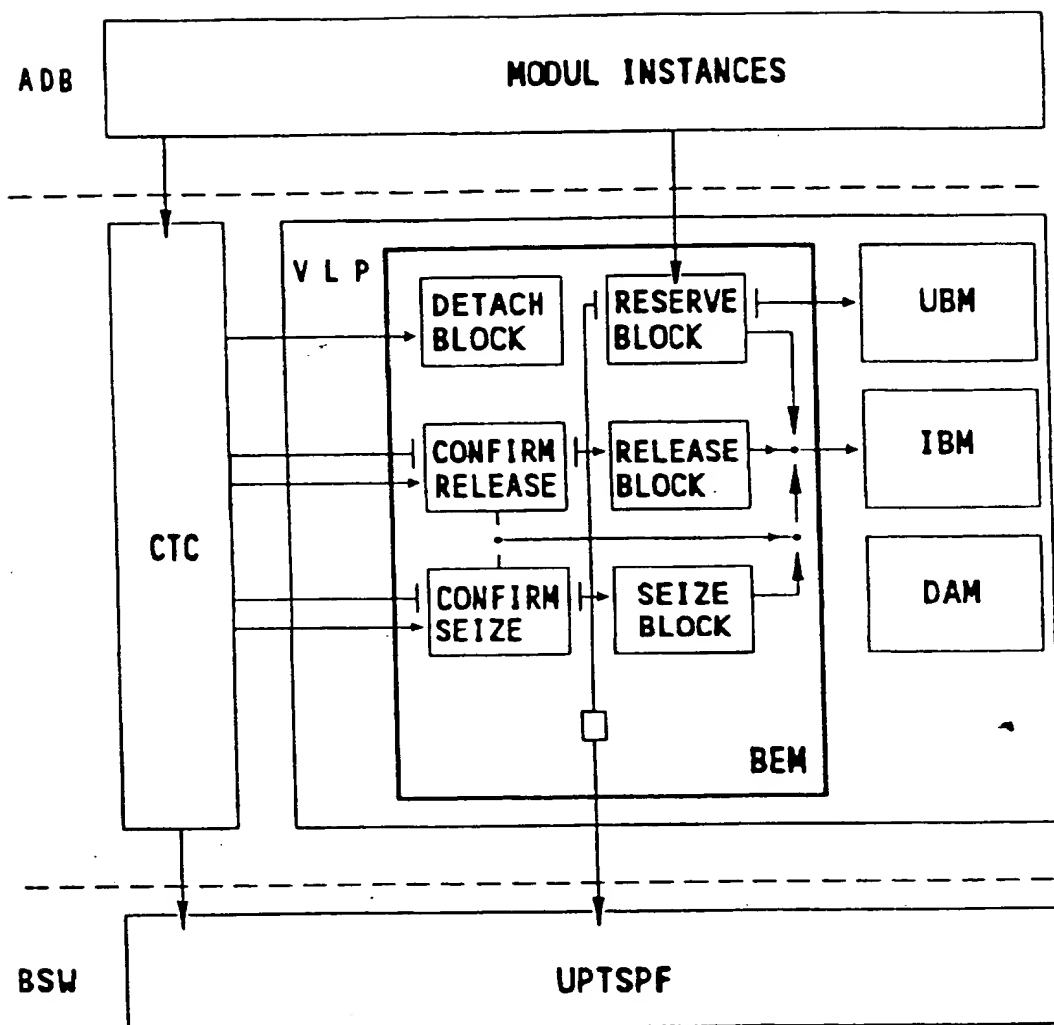 ADB
MODUL INSTANCES
VLP
DETACH
BLOCK
RESERVE
BLOCK
UBM
CONFIRM
RELEASE
RELEASE
BLOCK
IBM
CTC
CONFIRM
SEIZE
SEIZE
BLOCK
DAM
BEM
BSW
UPTSPF